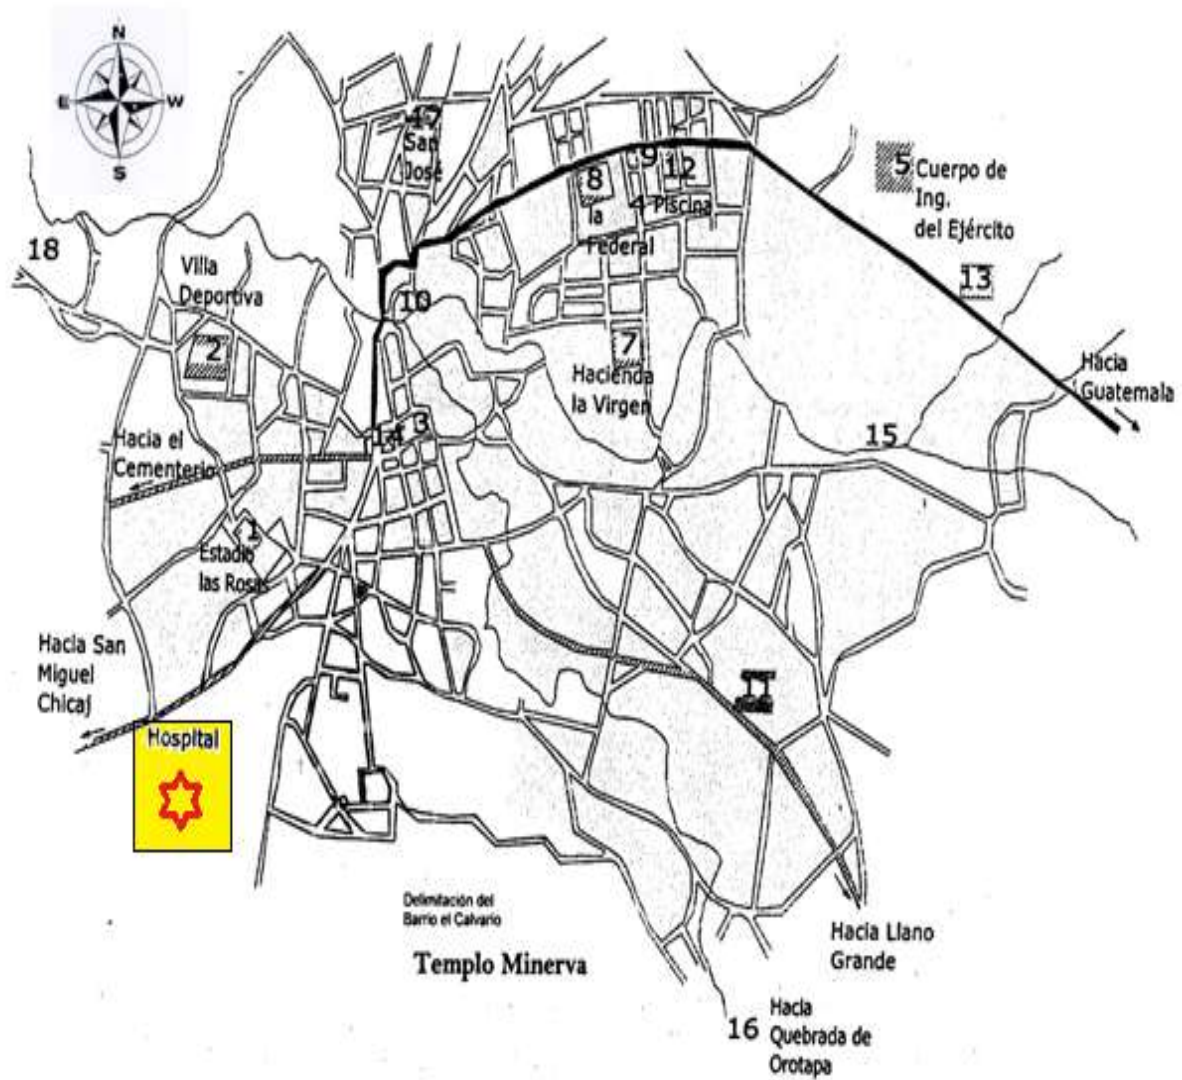 N
E
W
S
47
San
José
5
Cuerpo de
Ing.
del Ejército
9
12
8
4 Piscina
la
Federal
18
Villa
Deportiva
13
10
2
7
Hacienda
la Virgen
Hacia
Guatemala
Hacia el
Cementerio
14
3
15
1
Estadio
las Rosas
Hacia San
Miguel
Chicaj
Hospital
Delimitación del
Barrio el Calvario
Templo Minerva
Hacia Llano
Grande
16
Hacia
Quebrada de
Orotapa